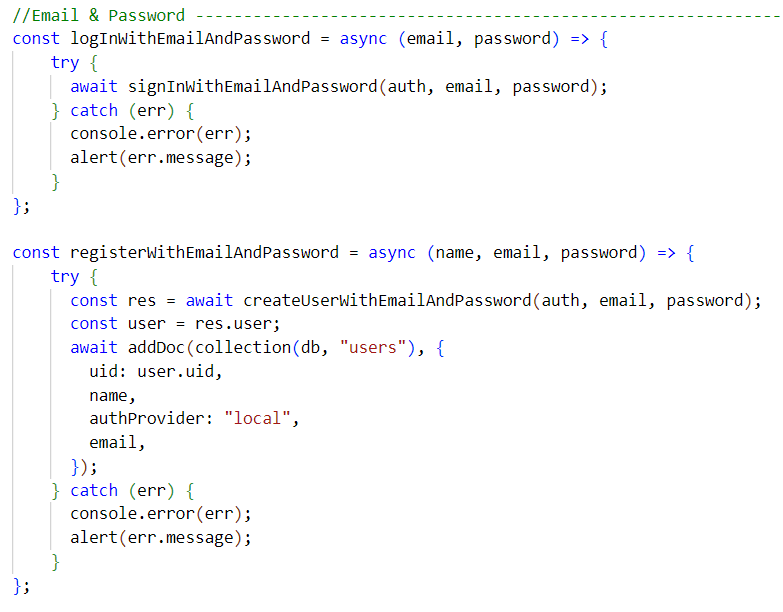 //Email & Password -------------------------------------------------------------
const logInWithEmailAndPassword = async (email, password) => {
    try {
      await signInWithEmailAndPassword(auth, email, password);
    } catch (err) {
      console.error(err);
      alert(err.message);
    }
};

const registerWithEmailAndPassword = async (name, email, password) => {
    try {
      const res = await createUserWithEmailAndPassword(auth, email, password);
      const user = res.user;
      await addDoc(collection(db, "users"), {
        uid: user.uid,
        name,
        authProvider: "local",
        email,
      });
    } catch (err) {
      console.error(err);
      alert(err.message);
    }
};